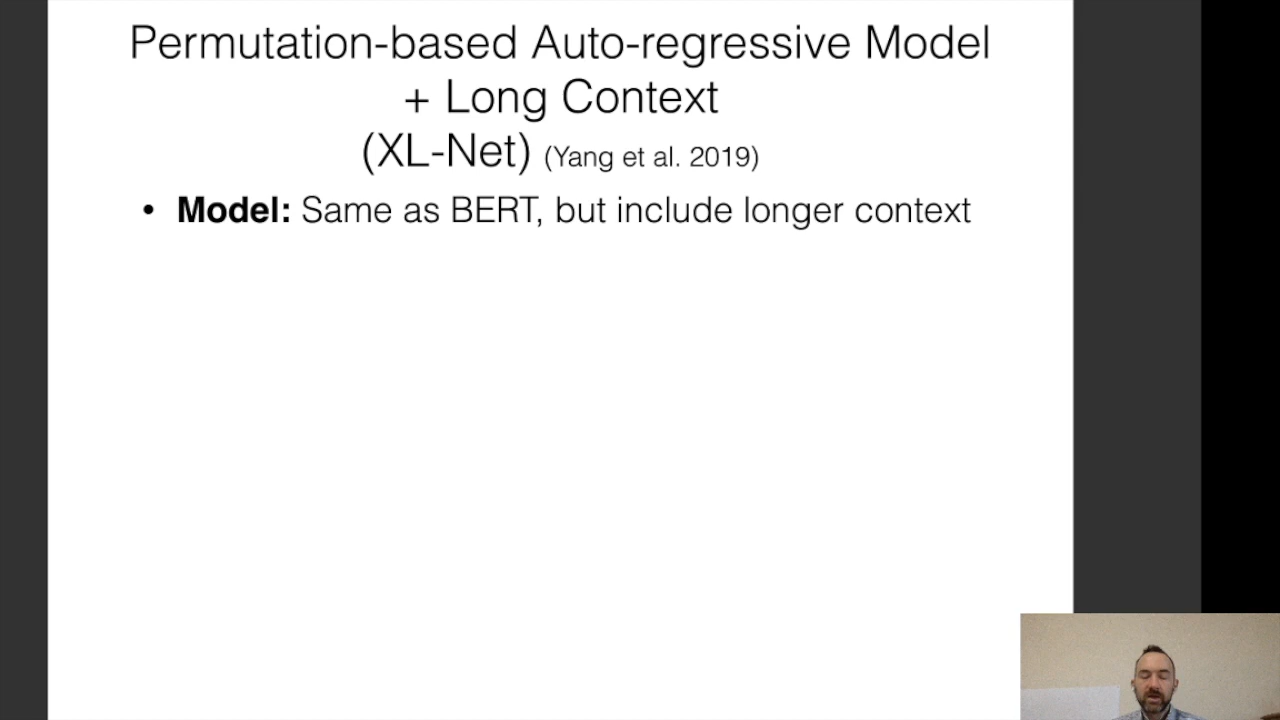 Permutation-based Auto-regressive Model
+ Long Context
(XL-Net) (Yang et al. 2019)
• Model: Same as BERT, but include longer context